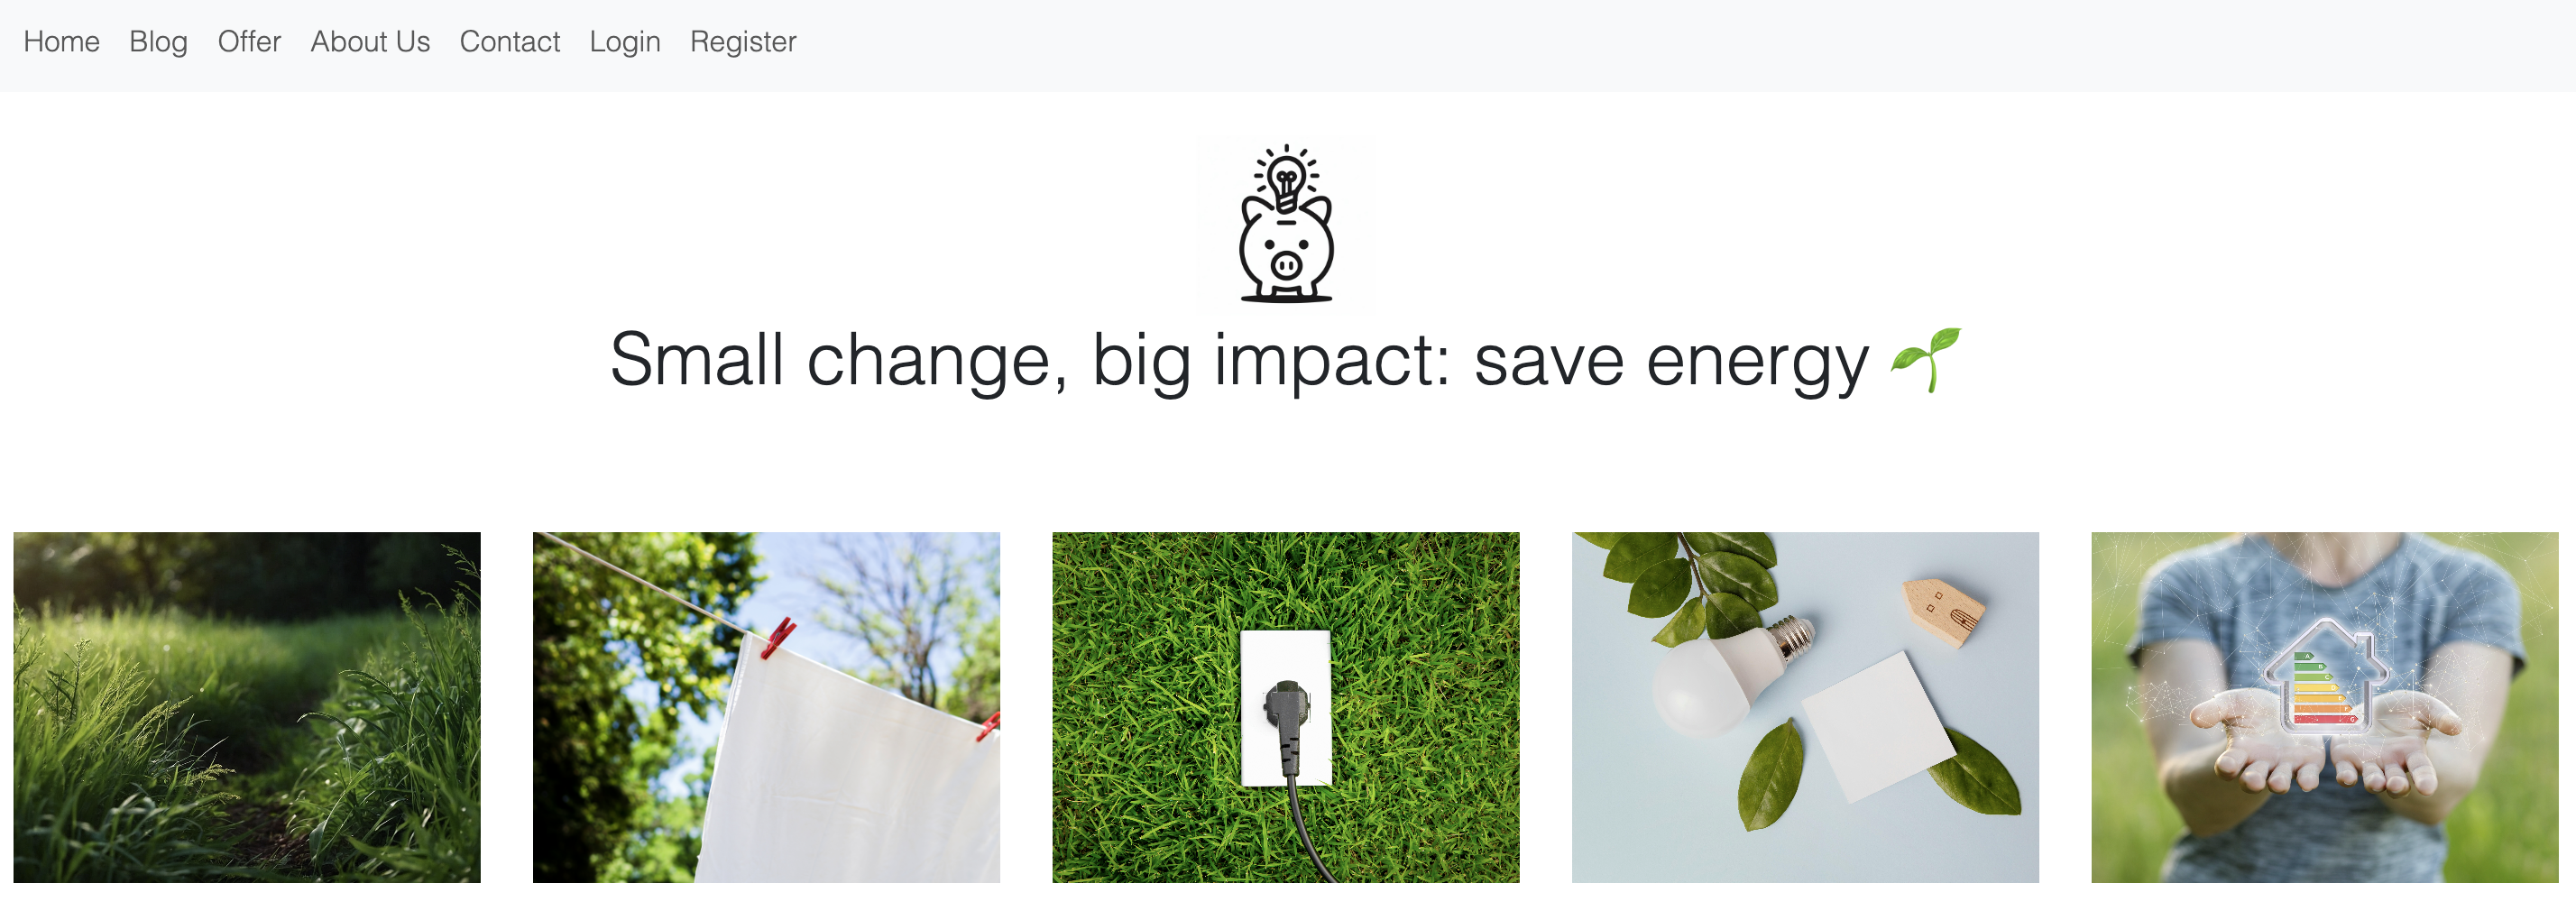 Home Blog Offer About Us Contact Login Register
Small change, big impact: save energy 🌱